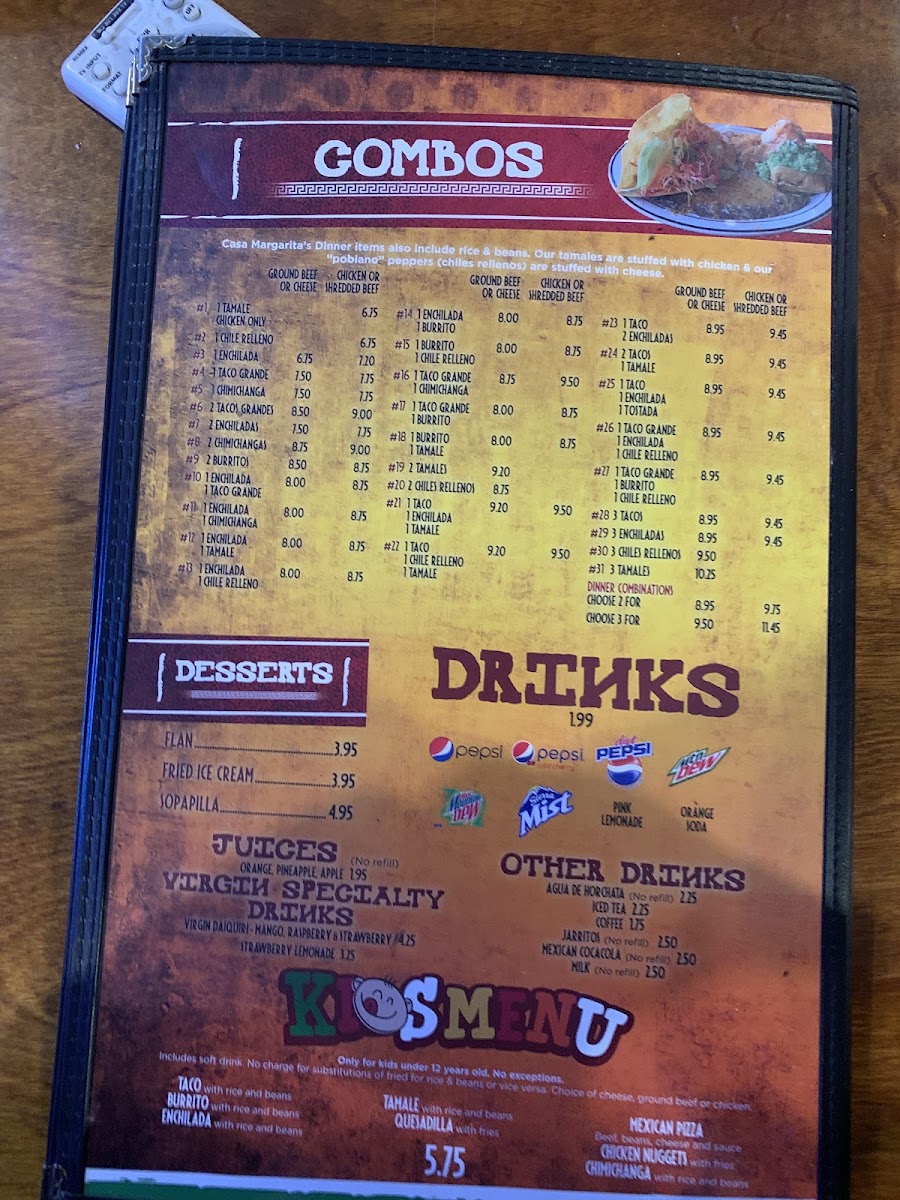 TV INPUT
FORMAT
COMBOS
Casa Margarita's Dinner items also include rice & beans. Our tamales are stuffed with chicken & our
"poblano" peppers (chiles rellenos) are stuffed with cheese.
GROUND BEEF OR CHEESE CHICKEN OR SHREDDED BEEF
#1 1 TAMALE 6.75
CHICKEN ONLY
#2 1 CHILE RELLENO 6.75
#3 1 ENCHILADA 6.75 7.20
#4 1 TACO GRANDE 7.50 7.75
#5 1 CHIMICHANGA 7.50 7.75
#6 2 TACOS GRANDES 8.50 9.00
#7 2 ENCHILADAS 7.50 7.75
#8 2 CHIMICHANGAS 8.75 9.00
#9 2 BURRITOS 8.50 8.75
#10 1 ENCHILADA 8.00 8.75
1 TACO GRANDE
#11 1 ENCHILADA 8.00 8.75
1 CHIMICHANGA
#12 1 ENCHILADA 8.00 8.75
1 TAMALE
#13 1 ENCHILADA 8.00 8.75
1 CHILE RELLENO
GROUND BEEF OR CHEESE CHICKEN OR SHREDDED BEEF
#14 1 ENCHILADA 8.00 8.75
1 BURRITO
#15 1 BURRITO 8.00 8.75
1 CHILE RELLENO
#16 1 TACO GRANDE 8.75 9.50
1 CHIMICHANGA
#17 1 TACO GRANDE 8.00 8.75
1 BURRITO
#18 1 BURRITO 8.00 8.75
1 TAMALE
#19 2 TAMALES 9.20
#20 2 CHILES RELLENOS 8.75
#21 1 TACO 9.20 9.50
1 ENCHILADA
1 TAMALE
#22 1 TACO 9.20 9.50
1 CHILE RELLENO
1 TAMALE
GROUND BEEF OR CHEESE CHICKEN OR SHREDDED BEEF
#23 1 TACO 8.95 9.45
2 ENCHILADAS
#24 2 TACOS 8.95 9.45
1 TAMALE
#25 1 TACO 8.95 9.45
1 ENCHILADA
1 TOSTADA
#26 1 TACO GRANDE 8.95 9.45
1 ENCHILADA
1 CHILE RELLENO
#27 1 TACO GRANDE 8.95 9.45
1 BURRITO
1 CHILE RELLENO
#28 3 TACOS 8.95 9.45
#29 3 ENCHILADAS 8.95 9.45
#30 3 CHILES RELLENOS 9.50
#31 3 TAMALES 10.25
DINNER COMBINATIONS
CHOOSE 2 FOR 8.95 9.75
CHOOSE 3 FOR 9.50 11.45
DESSERTS
FLAN 3.95
FRIED ICE CREAM 3.95
SOPAPILLA 4.95
DRINKS
1.99
pepsi
pepsi wild cherry
diet PEPSI
Mtn DEW
Mountain Dew
SIERRA Mist
PINK LEMONADE
ORANGE SODA
JUICES (No refill)
ORANGE, PINEAPPLE, APPLE 1.95
VIRGIN SPECIALTY
DRINKS
VIRGIN DAIQUIRI - MANGO, RASPBERRY & STRAWBERRY 4.25
STRAWBERRY LEMONADE 3.25
OTHER DRINKS
AGUA DE HORCHATA (No refill) 2.25
ICED TEA 2.25
COFFEE 1.75
JARRITOS (No refill) 2.50
MEXICAN COCACOLA (No refill) 2.50
MILK (No refill) 2.50
KIDS MENU
Only for kids under 12 years old. No exceptions.
Includes soft drink. No charge for substitutions of fried for rice & beans or vice versa. Choice of cheese, ground beef or chicken.
TACO with rice and beans
BURRITO with rice and beans
ENCHILADA with rice and beans
TAMALE with rice and beans
QUESADILLA with fries
5.75
MEXICAN PIZZA
Beef, beans, cheese and sauce
CHICKEN NUGGETS with fries
CHIMICHANGA with rice and beans